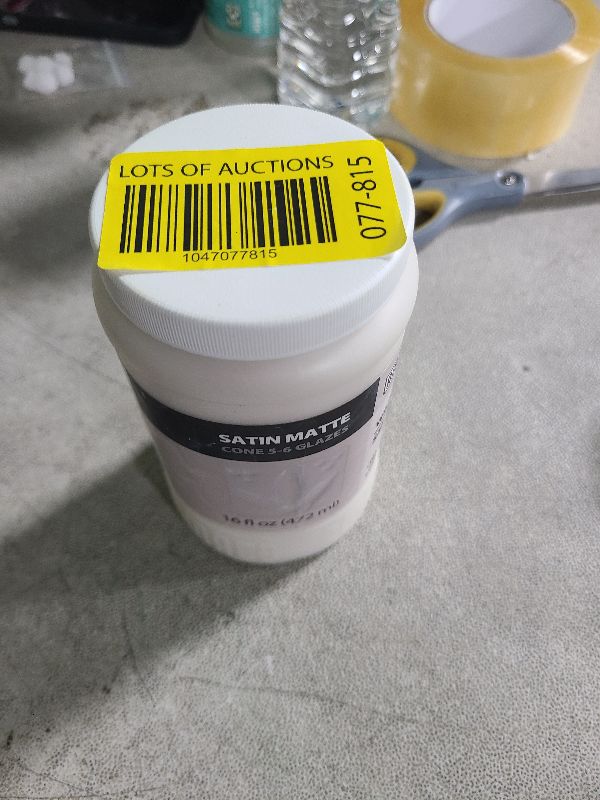 LOTS OF AUCTIONS
1047077815
077-815
SATIN MATTE
CONE 5-6 GLAZES
16 fl oz (472 ml)